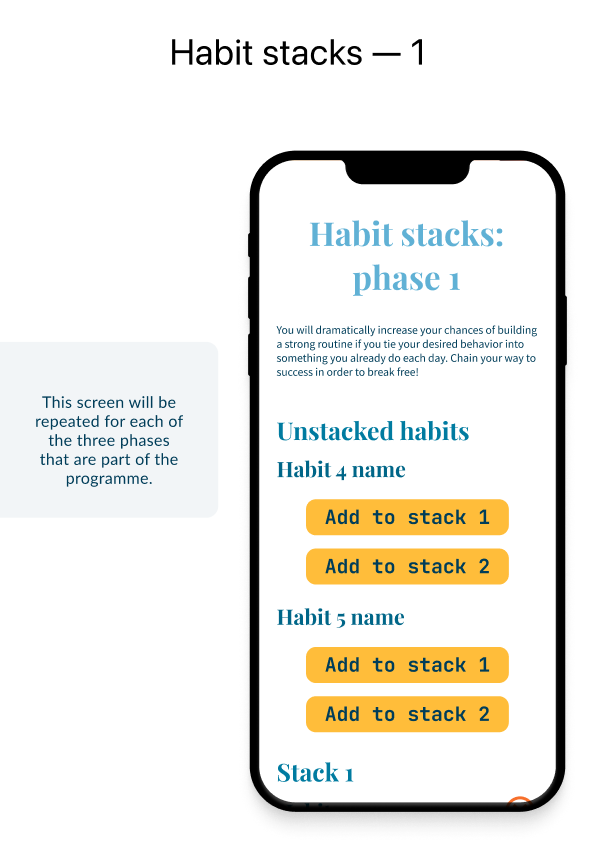 Habit stacks — 1
Habit stacks:
phase 1
You will dramatically increase your chances of building
a strong routine if you tie your desired behavior into
something you already do each day. Chain your way to
success in order to break free!
This screen will be
repeated for each of
the three phases
that are part of the
programme.
Unstacked habits
Habit 4 name
Add to stack 1
Add to stack 2
Habit 5 name
Add to stack 1
Add to stack 2
Stack 1